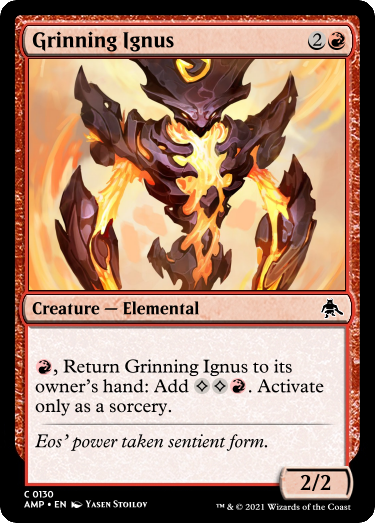 Grinning Ignus 2
Creature — Elemental
, Return Grinning Ignus to its
owner's hand: Add . Activate
only as a sorcery.
Eos' power taken sentient form.
2/2
C 0130
AMP • EN Yasen Stoilov
™ & © 2021 Wizards of the Coast